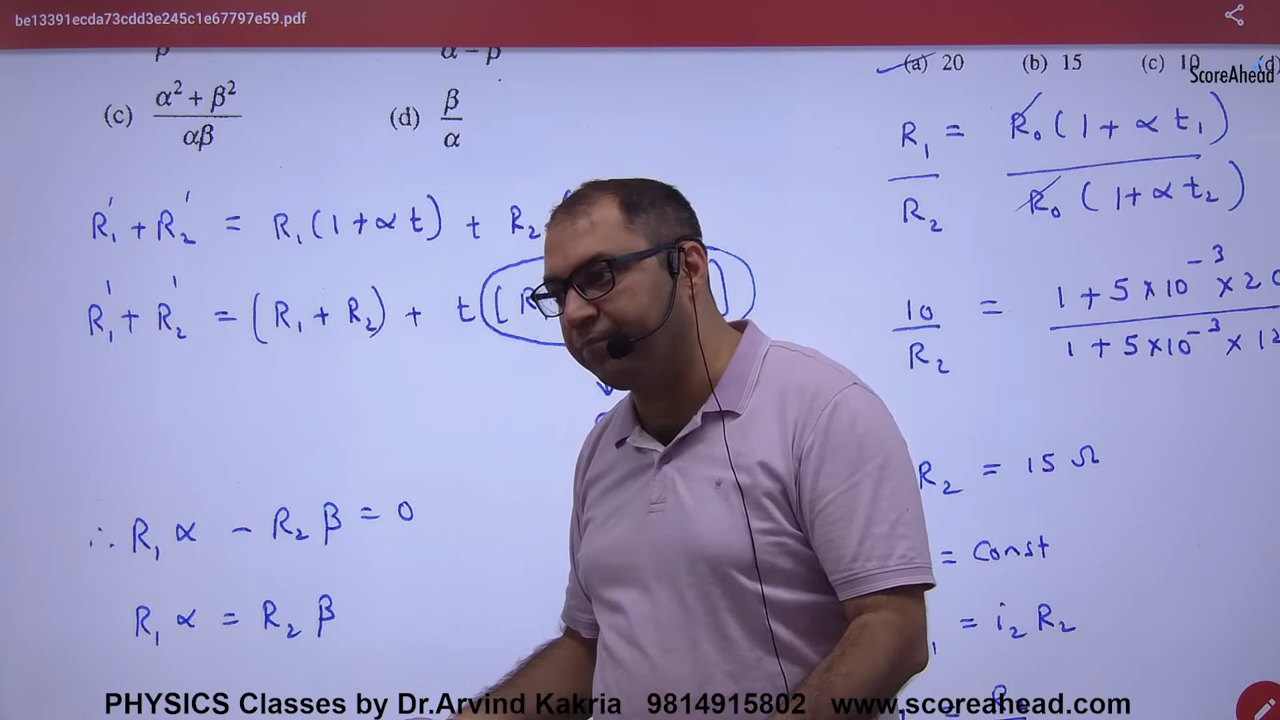 be13391ecda73cdd3e245c1e67797e59.pdf
(a) 20 (b) 15 (c) 10 (d)
ScoreAhead
(c) α² + β² / αβ (d) β / α
R₁' + R₂' = R₁(1 + α t) + R₂
R₁' + R₂' = (R₁ + R₂) + t [R
∴ R₁ α - R₂ β = 0
R₁ α = R₂ β
R₁ / R₂ = R₀ (1 + α t₁) / R₀ (1 + α t₂)
10 / R₂ = 1 + 5 × 10⁻³ × 20 / 1 + 5 × 10⁻³ × 12
R₂ = 15 Ω
= Const
= i₂ R₂
PHYSICS Classes by Dr.Arvind Kakria 9814915802 www.scoreahead.com